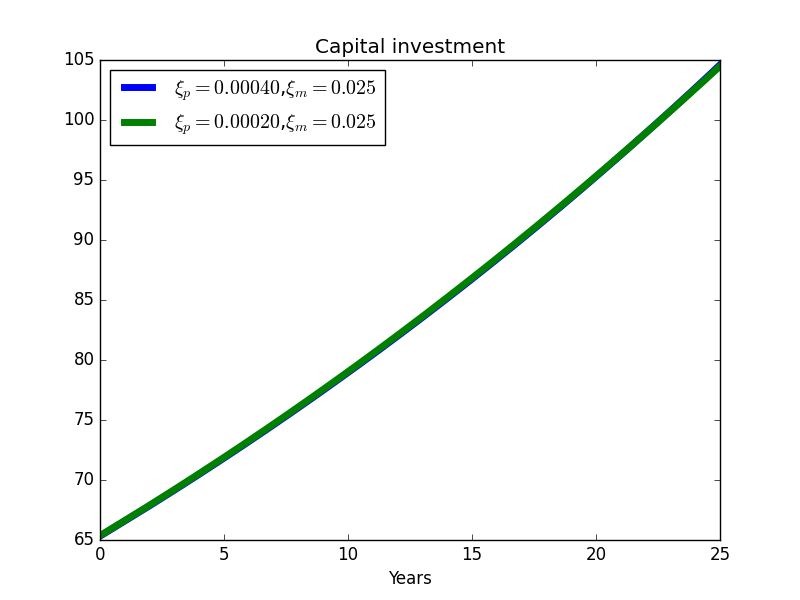 Capital investment
ξₚ = 0.00040,ξₘ = 0.025
ξₚ = 0.00020,ξₘ = 0.025
105
100
95
90
85
80
75
70
65
0 5 10 15 20 25
Years